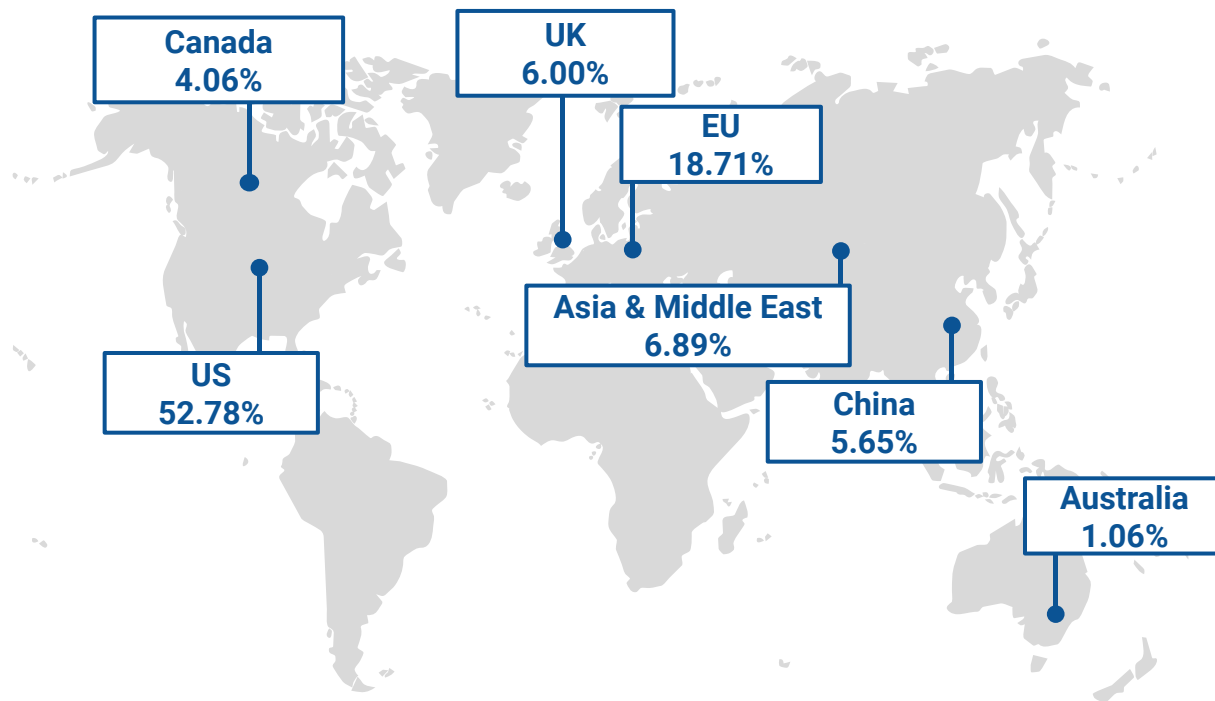 Canada
4.06%
UK
6.00%
EU
18.71%
Asia & Middle East
6.89%
US
52.78%
China
5.65%
Australia
1.06%